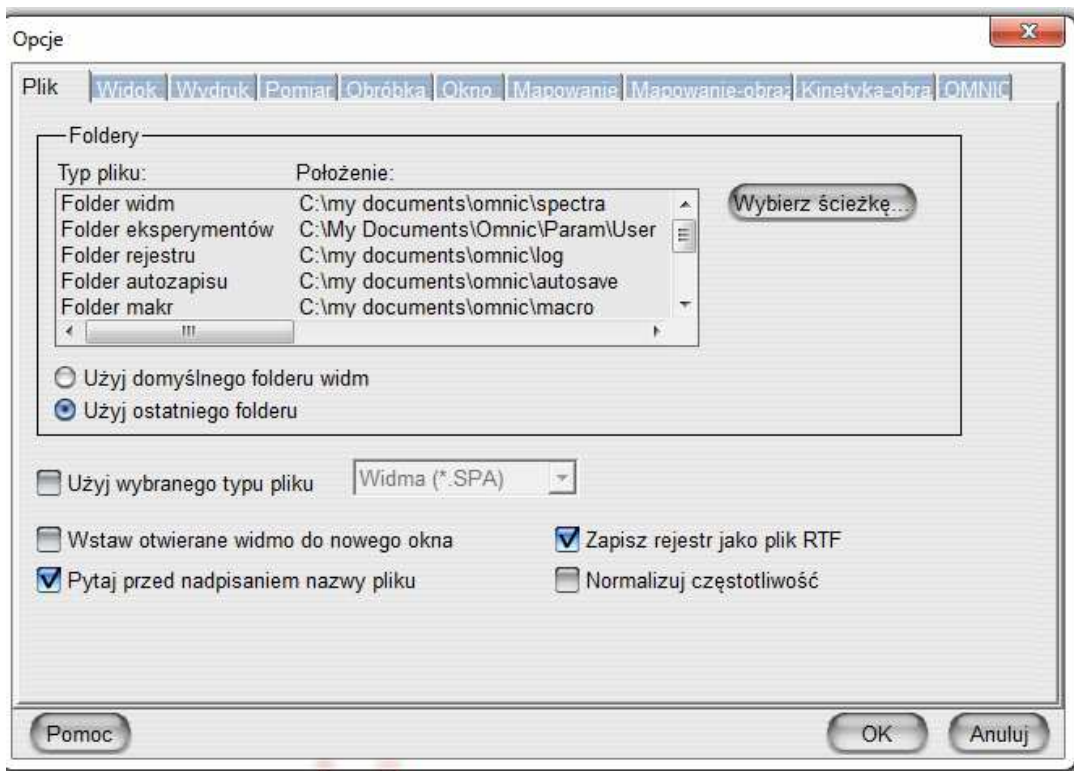 Opcje
Plik Widok Wydruk Pomiar Obróbka Okno Mapowanie Mapowanie-obraz Kinetyka-obra OMNIC
Foldery
Typ pliku: Położenie:
Folder widm C:\my documents\omnic\spectra
Folder eksperymentów C:\My Documents\Omnic\Param\User
Folder rejestru C:\my documents\omnic\log
Folder autozapisu C:\my documents\omnic\autosave
Folder makr C:\my documents\omnic\macro
Wybierz ścieżkę...
Użyj domyślnego folderu widm
Użyj ostatniego folderu
Użyj wybranego typu pliku Widma (*.SPA)
Wstaw otwierane widmo do nowego okna Zapisz rejestr jako plik RTF
Pytaj przed nadpisaniem nazwy pliku Normalizuj częstotliwość
Pomoc OK Anuluj